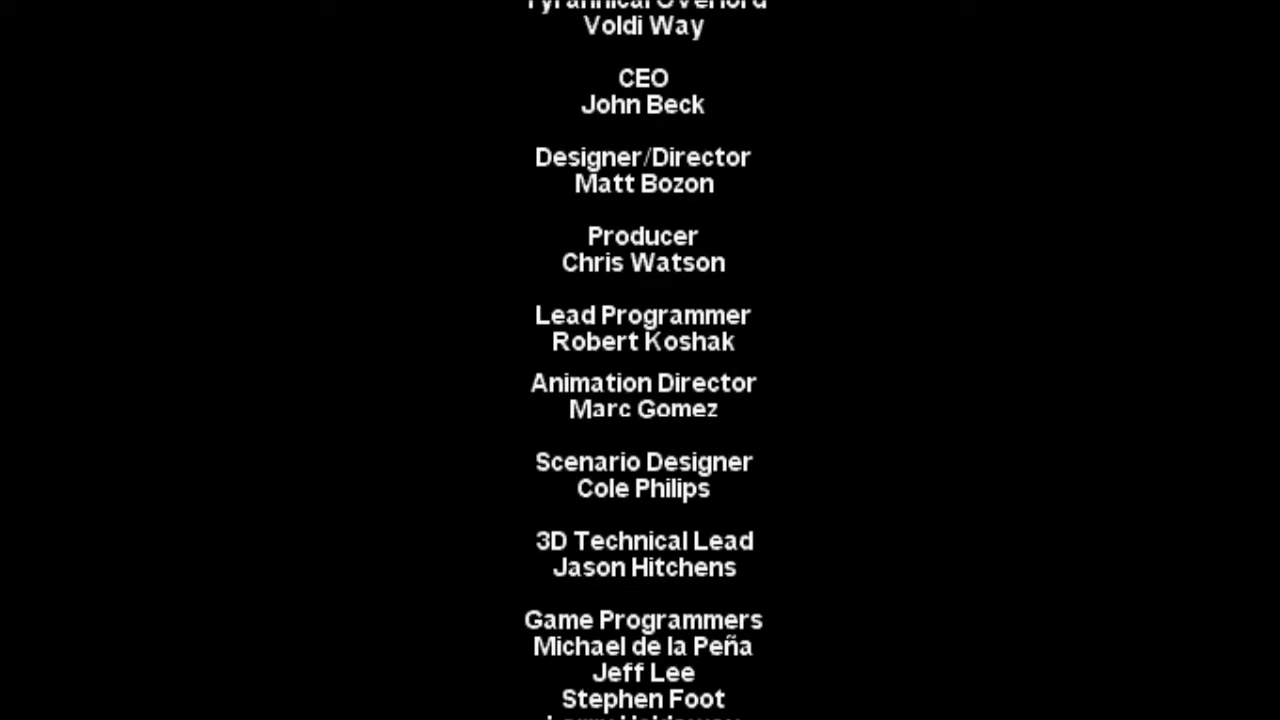 Tyrannical Overlord
Voldi Way
CEO
John Beck
Designer/Director
Matt Bozon
Producer
Chris Watson
Lead Programmer
Robert Koshak
Animation Director
Marc Gomez
Scenario Designer
Cole Philips
3D Technical Lead
Jason Hitchens
Game Programmers
Michael de la Peña
Jeff Lee
Stephen Foot